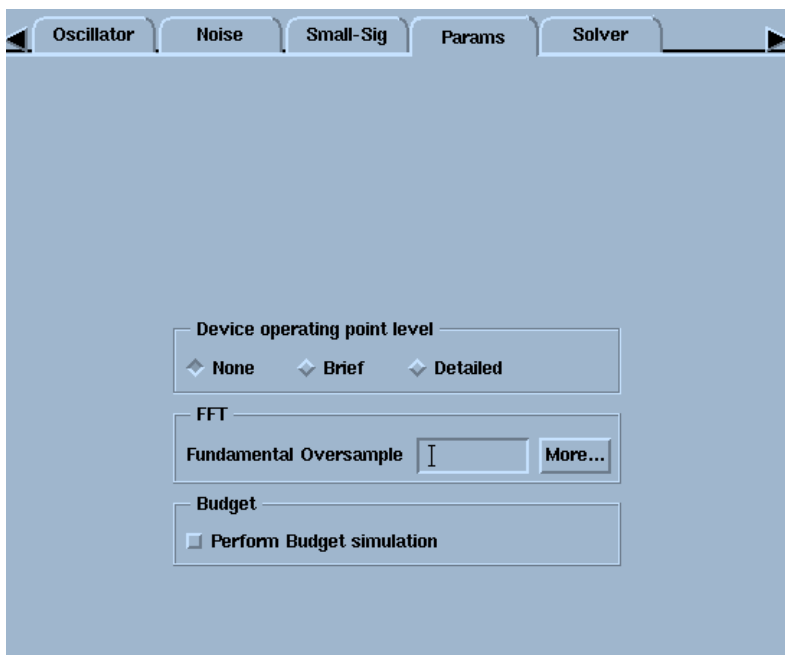 Oscillator Noise Small-Sig Params Solver
Device operating point level
None Brief Detailed
FFT
Fundamental Oversample More...
Budget
Perform Budget simulation